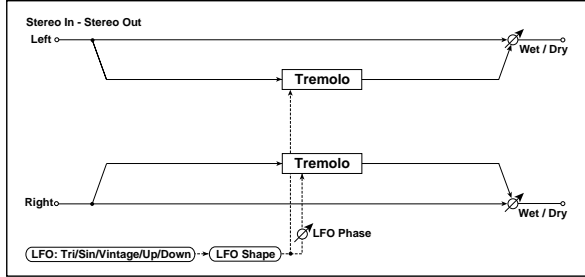 Stereo In - Stereo Out
Left
Wet / Dry
Tremolo
Tremolo
Right
Wet / Dry
LFO Phase
LFO: Tri/Sin/Vintage/Up/Down
LFO Shape